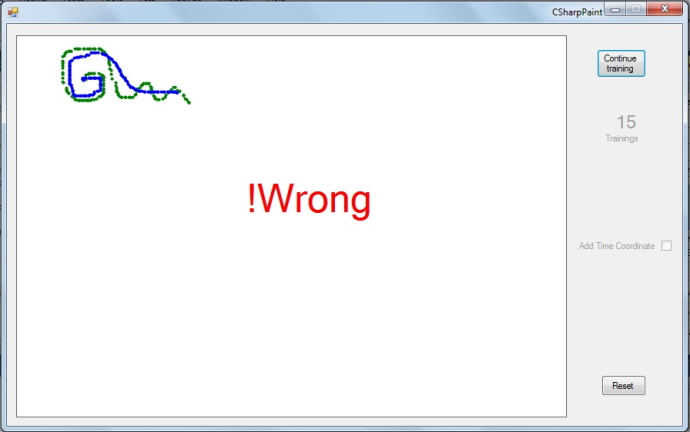 CSharpPaint
Continue
training
15
Trainings
!Wrong
Add Time Coordinate
Reset